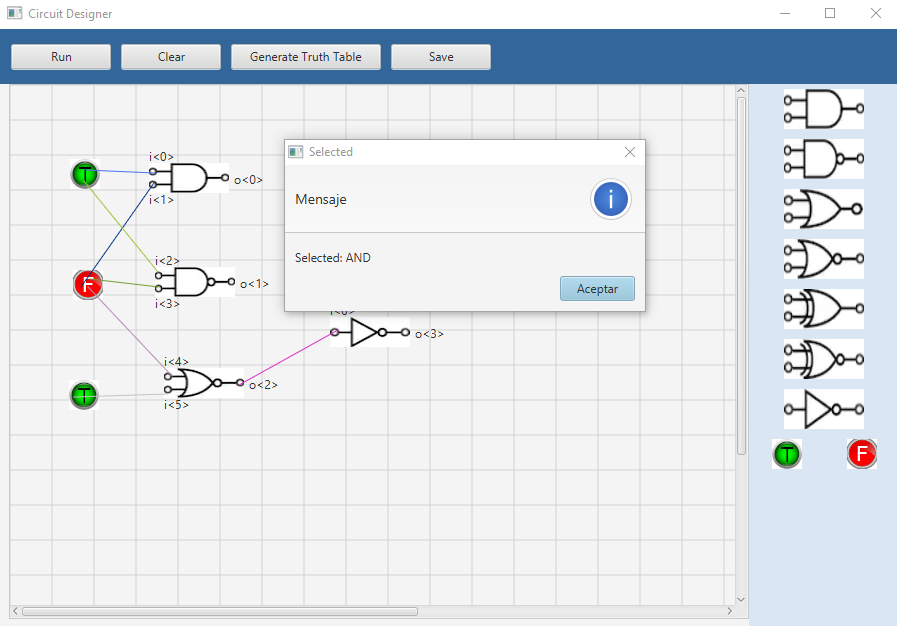 Circuit Designer
Run
Clear
Generate Truth Table
Save
Selected
Mensaje
i
Selected: AND
Aceptar
i<0>
T
o<0>
i<1>
i<2>
F
o<1>
i<3>
o<3>
i<4>
T
o<2>
i<5>
T
F